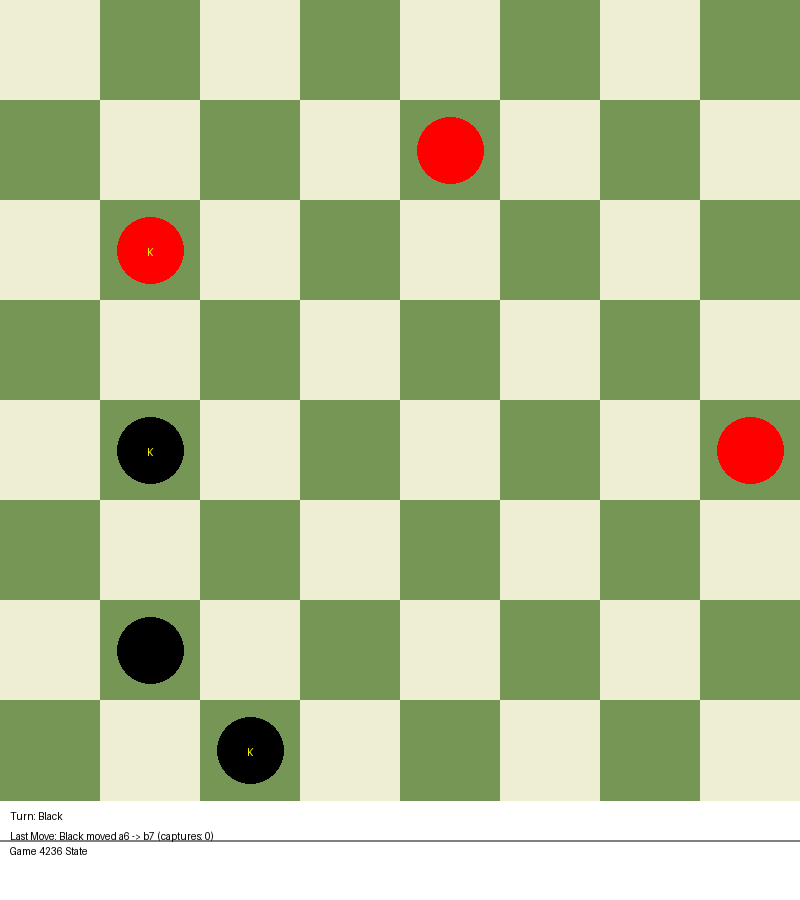 K
K
K
Turn: Black
Last Move: Black moved a6 -> b7 (captures: 0)
Game 4236 State